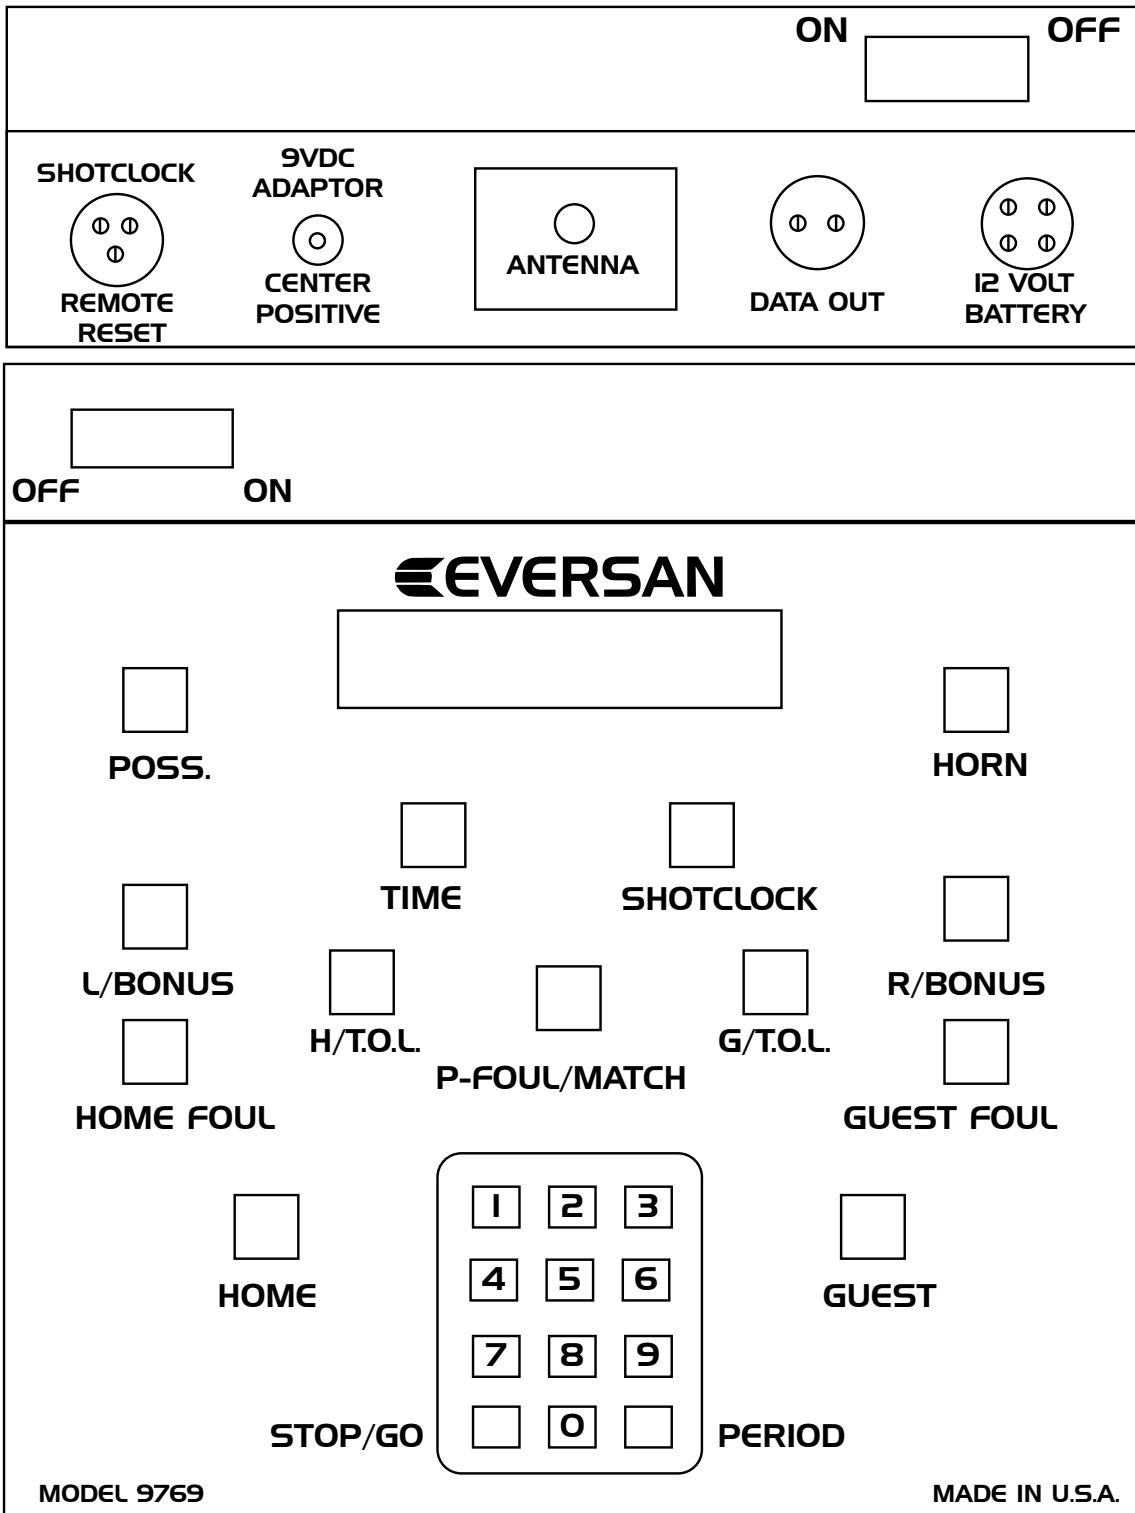 ON OFF
SHOTCLOCK
REMOTE
RESET
9VDC
ADAPTOR
CENTER
POSITIVE
ANTENNA
DATA OUT
12 VOLT
BATTERY
OFF ON
EVERSAN
POSS.
HORN
TIME
SHOTCLOCK
L/BONUS
R/BONUS
H/T.O.L.
G/T.O.L.
P-FOUL/MATCH
HOME FOUL
GUEST FOUL
1 2 3
HOME
4 5 6
GUEST
7 8 9
STOP/GO 0 PERIOD
MODEL 9769
MADE IN U.S.A.